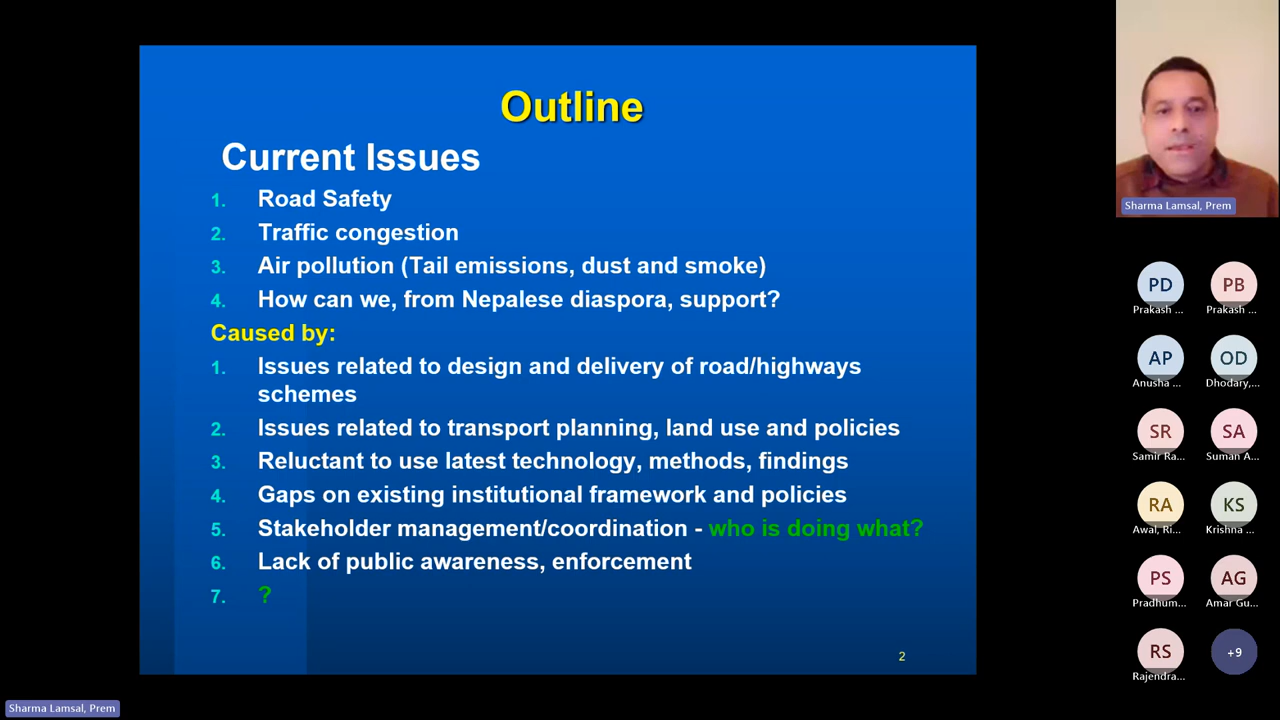 Outline
Current Issues
1. Road Safety
2. Traffic congestion
3. Air pollution (Tail emissions, dust and smoke)
4. How can we, from Nepalese diaspora, support?
Caused by:
1. Issues related to design and delivery of road/highways
schemes
2. Issues related to transport planning, land use and policies
3. Reluctant to use latest technology, methods, findings
4. Gaps on existing institutional framework and policies
5. Stakeholder management/coordination - who is doing what?
6. Lack of public awareness, enforcement
7. ?
2
Sharma Lamsal, Prem
PD PB
Prakash ... Prakash ...
AP OD
Anusha ... Dhodary,...
SR SA
Samir Ra... Suman A...
RA KS
Awal, Ri... Krishna ...
PS AG
Pradhum... Amar Gu...
RS +9
Rajendra...
Sharma Lamsal, Prem